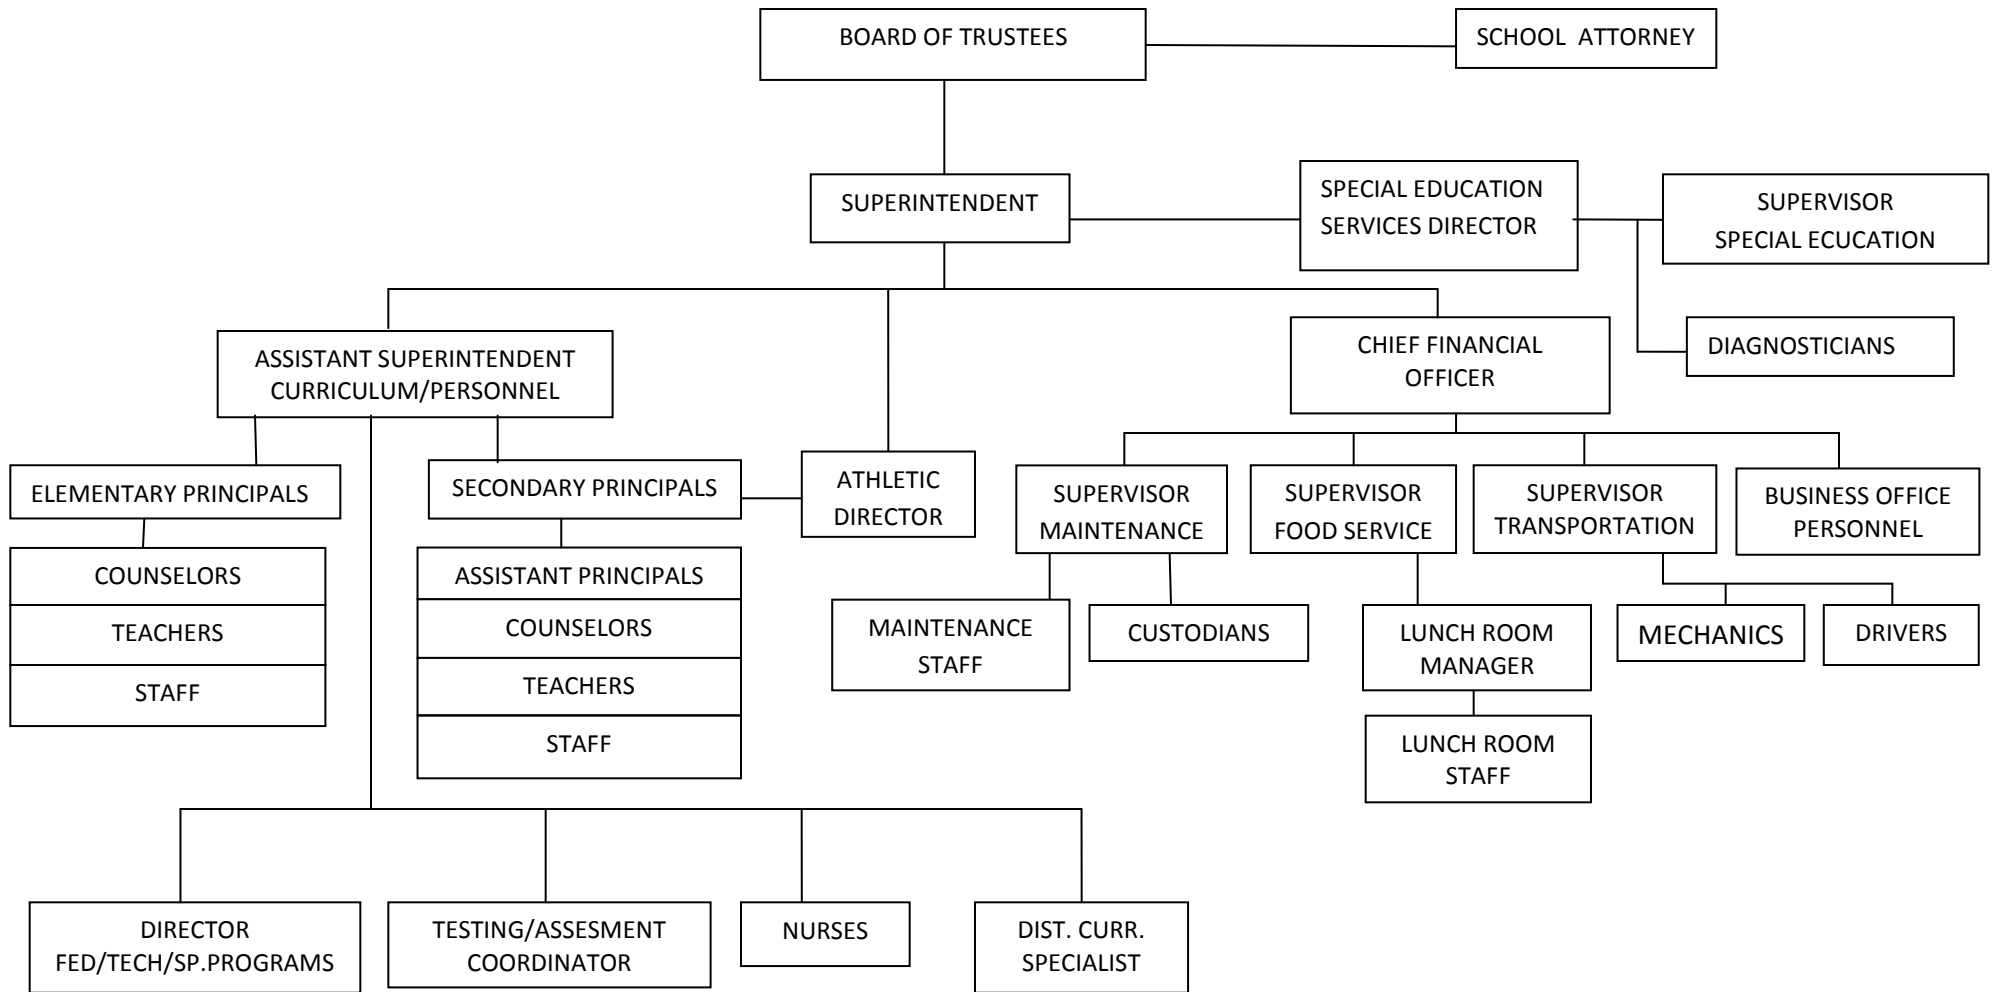 BOARD OF TRUSTEES
SCHOOL ATTORNEY
SUPERINTENDENT
SPECIAL EDUCATION
SERVICES DIRECTOR
SUPERVISOR
SPECIAL ECUCATION
DIAGNOSTICIANS
ASSISTANT SUPERINTENDENT
CURRICULUM/PERSONNEL
CHIEF FINANCIAL
OFFICER
ELEMENTARY PRINCIPALS
SECONDARY PRINCIPALS
ATHLETIC
DIRECTOR
SUPERVISOR
MAINTENANCE
SUPERVISOR
FOOD SERVICE
SUPERVISOR
TRANSPORTATION
BUSINESS OFFICE
PERSONNEL
COUNSELORS
TEACHERS
STAFF
ASSISTANT PRINCIPALS
COUNSELORS
TEACHERS
STAFF
MAINTENANCE
STAFF
CUSTODIANS
LUNCH ROOM
MANAGER
MECHANICS
DRIVERS
LUNCH ROOM
STAFF
DIRECTOR
FED/TECH/SP.PROGRAMS
TESTING/ASSESMENT
COORDINATOR
NURSES
DIST. CURR.
SPECIALIST